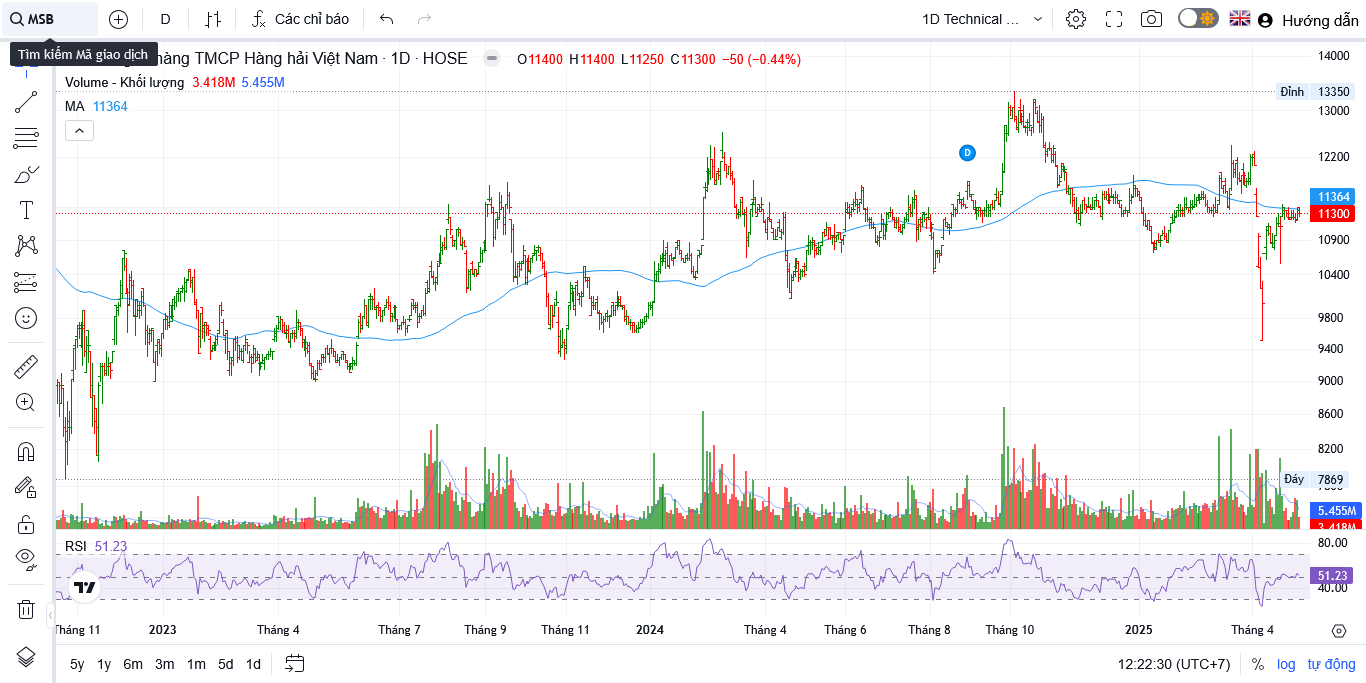 MSB
D
Các chỉ báo
1D Technical ...
Hướng dẫn
Tìm kiếm Mã giao dịch
hàng TMCP Hàng hải Việt Nam · 1D · HOSE
O11400 H11400 L11250 C11300 −50 (−0.44%)
Volume - Khối lượng 3.418M 5.455M
MA 11364
14000
Đỉnh 13350
13000
D
12200
11364
11300
10900
10400
9800
9400
9000
8600
8200
Đáy 7869
5.455M
3.418M
RSI 51.23
80.00
51.23
40.00
Tháng 11 2023 Tháng 4 Tháng 7 Tháng 9 Tháng 11 2024 Tháng 4 Tháng 6 Tháng 8 Tháng 10 2025 Tháng 4
5y 1y 6m 3m 1m 5d 1d
12:22:30 (UTC+7) % log tự động